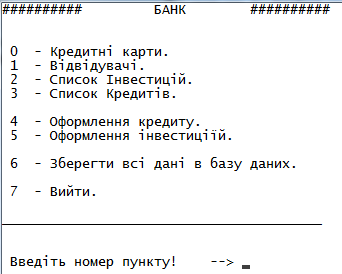 ########## БАНК ##########
0 - Кредитні карти.
1 - Відвідувачі.
2 - Список Інвестицій.
3 - Список Кредитів.
4 - Оформлення кредиту.
5 - Оформлення інвестиціїй.
6 - Зберегти всі дані в базу даних.
7 - Вийти.
Введіть номер пункту! --> _